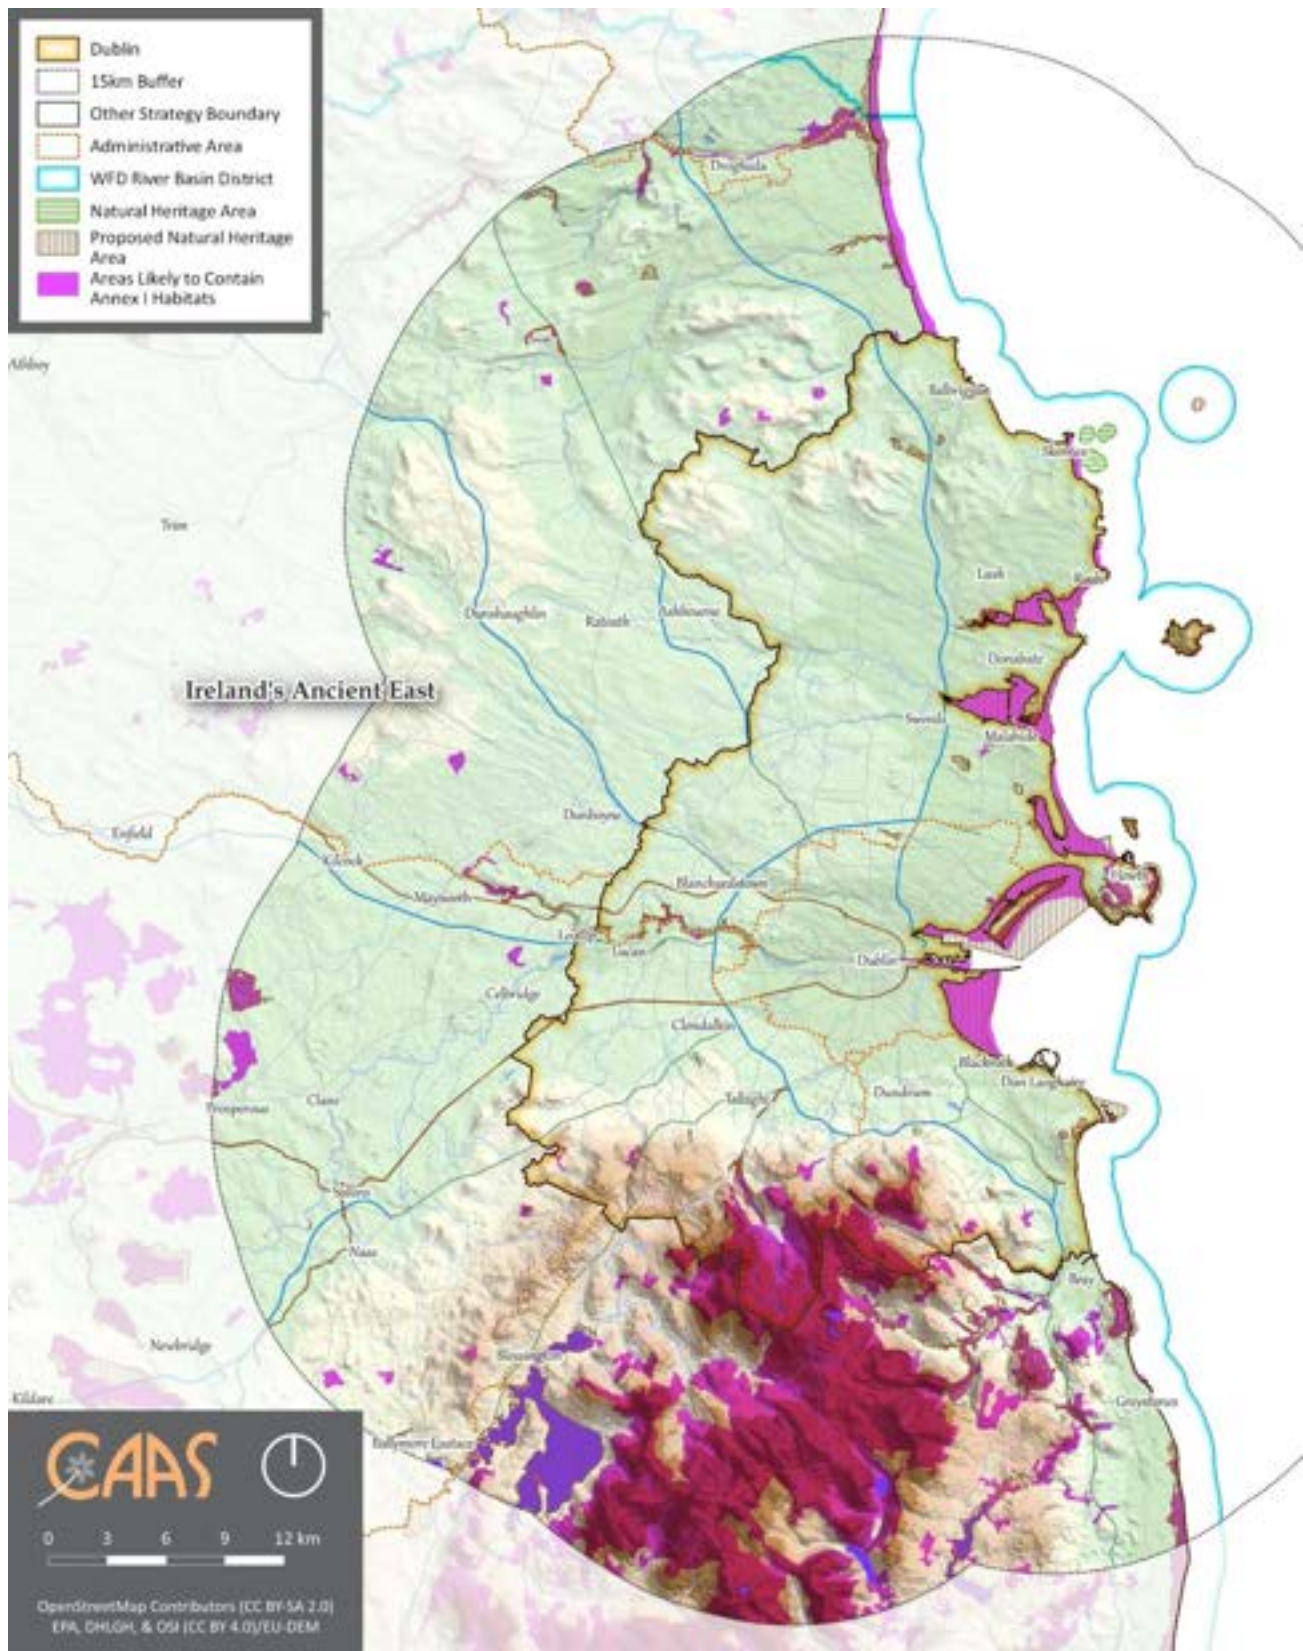 Dublin
15km Buffer
Other Strategy Boundary
Administrative Area
WFD River Basin District
Natural Heritage Area
Proposed Natural Heritage
Area
Areas Likely to Contain
Annex I Habitats
Drogheda
Athboy
Balbriggan
Skerries
Trim
Lusk
Rush
Dunshaughlin
Ratoath
Ashbourne
Donabate
Ireland's Ancient East
Swords
Malahide
Dunboyne
Enfield
Kilcock
Blanchardstown
Howth
Maynooth
Leixlip
Lucan
Dublin
Celbridge
Clondalkin
Blackrock
Dún Laoghaire
Prosperous
Clane
Tallaght
Dundrum
Sallins
Naas
Bray
Newbridge
Blessington
Kildare
Greystones
Ballymore Eustace
CAAS
0 3 6 9 12 km
OpenStreetMap Contributors (CC BY-SA 2.0)
EPA, DHLGH, & OSI (CC BY 4.0)/EU-DEM